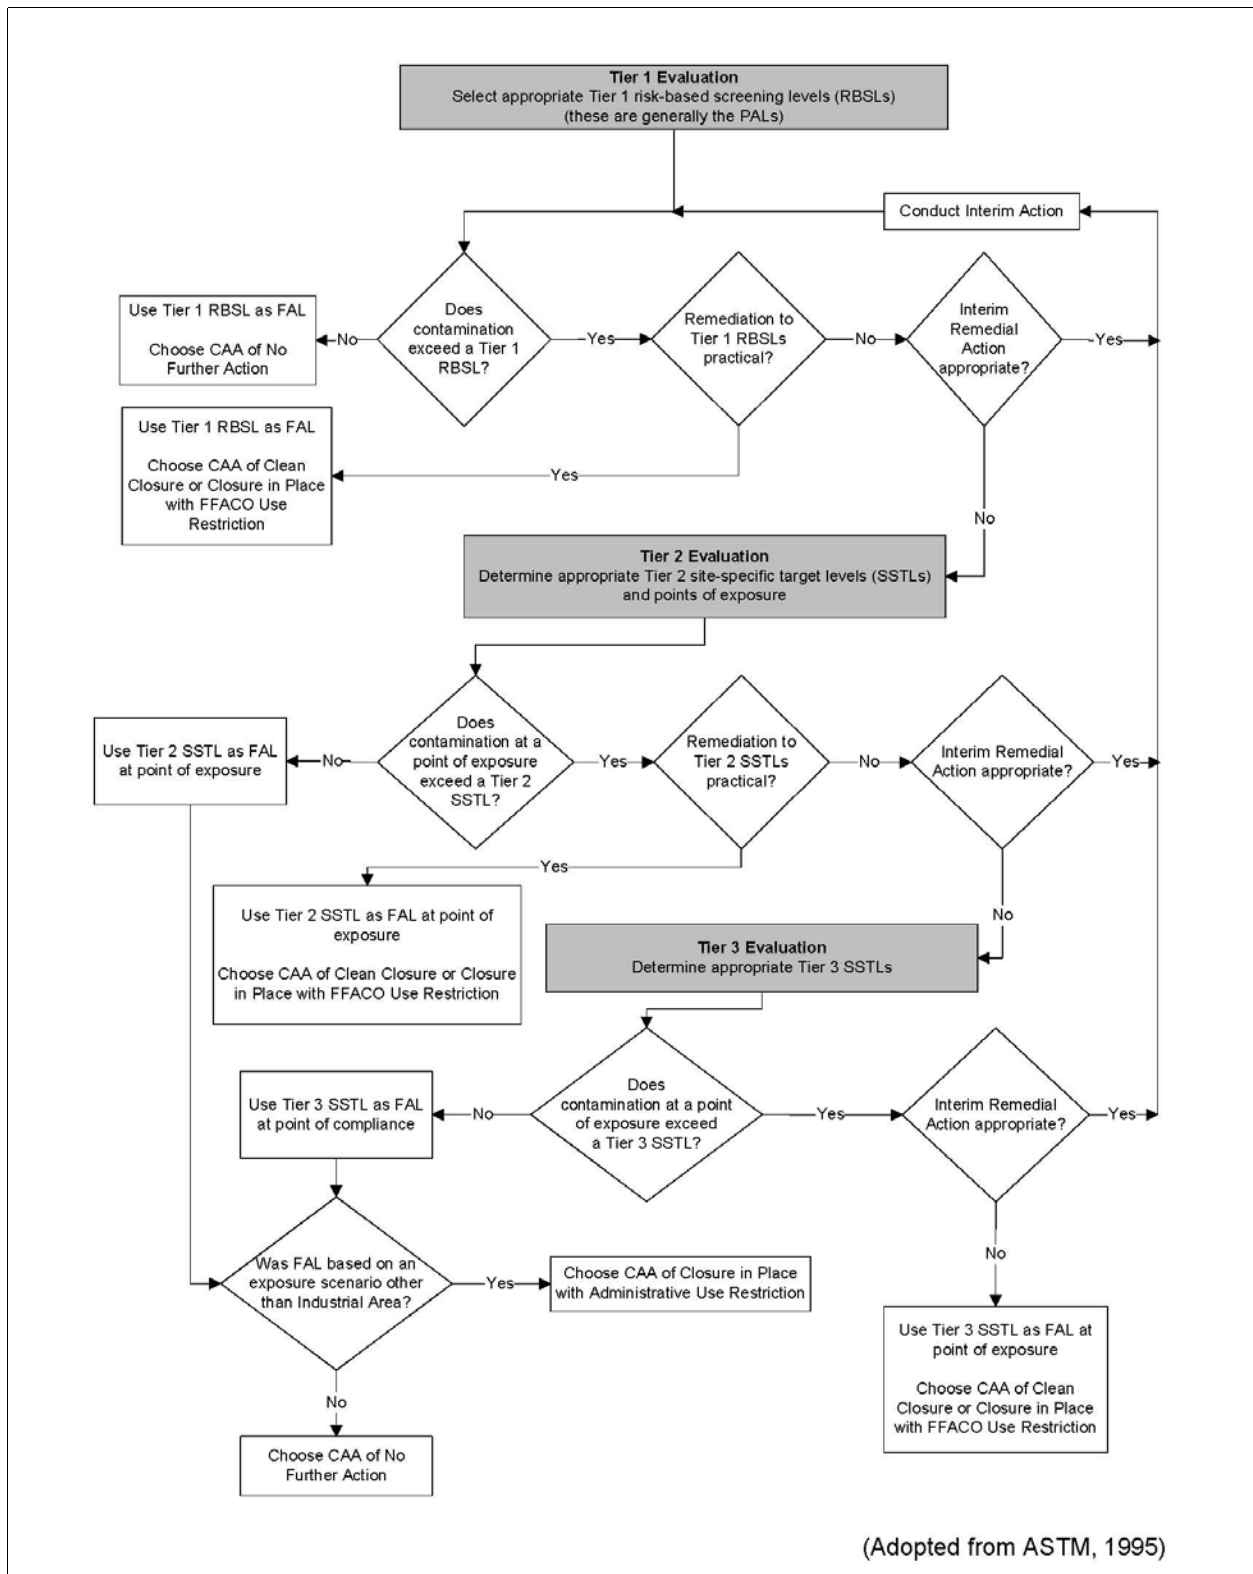 Tier 1 Evaluation
Select appropriate Tier 1 risk-based screening levels (RBSLs)
(these are generally the PALs)
Conduct Interim Action
Does
contamination
exceed a Tier 1
RBSL?
No
Use Tier 1 RBSL as FAL
Choose CAA of No
Further Action
Yes
Remediation to
Tier 1 RBSLs
practical?
No
Interim
Remedial
Action
appropriate?
Yes
Use Tier 1 RBSL as FAL
Choose CAA of Clean
Closure or Closure in Place
with FFACO Use
Restriction
Yes
No
Tier 2 Evaluation
Determine appropriate Tier 2 site-specific target levels (SSTLs)
and points of exposure
Use Tier 2 SSTL as FAL
at point of exposure
No
Does
contamination at a
point of exposure
exceed a Tier 2
SSTL?
Yes
Remediation to
Tier 2 SSTLs
practical?
No
Interim Remedial
Action appropriate?
Yes
Yes
Use Tier 2 SSTL as FAL at point of
exposure
Choose CAA of Clean Closure or Closure
in Place with FFACO Use Restriction
No
Tier 3 Evaluation
Determine appropriate Tier 3 SSTLs
Use Tier 3 SSTL as FAL
at point of compliance
No
Does
contamination at a point
of exposure exceed
a Tier 3 SSTL?
Yes
Interim Remedial
Action appropriate?
Yes
Was FAL based on an
exposure scenario other
than Industrial Area?
Yes
Choose CAA of Closure in Place
with Administrative Use Restriction
No
Use Tier 3 SSTL as FAL at
point of exposure
Choose CAA of Clean
Closure or Closure in Place
with FFACO Use Restriction
No
Choose CAA of No
Further Action
(Adopted from ASTM, 1995)